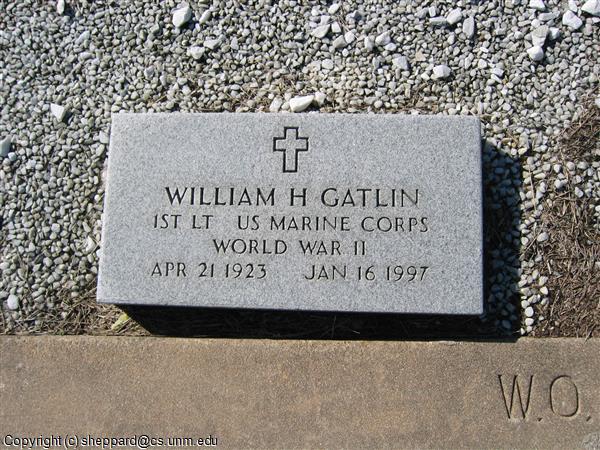 WILLIAM H GATLIN
1ST LT US MARINE CORPS
WORLD WAR II
APR 21 1923 JAN 16 1997
W.O.
Copyright (c) sheppard@cs.unm.edu